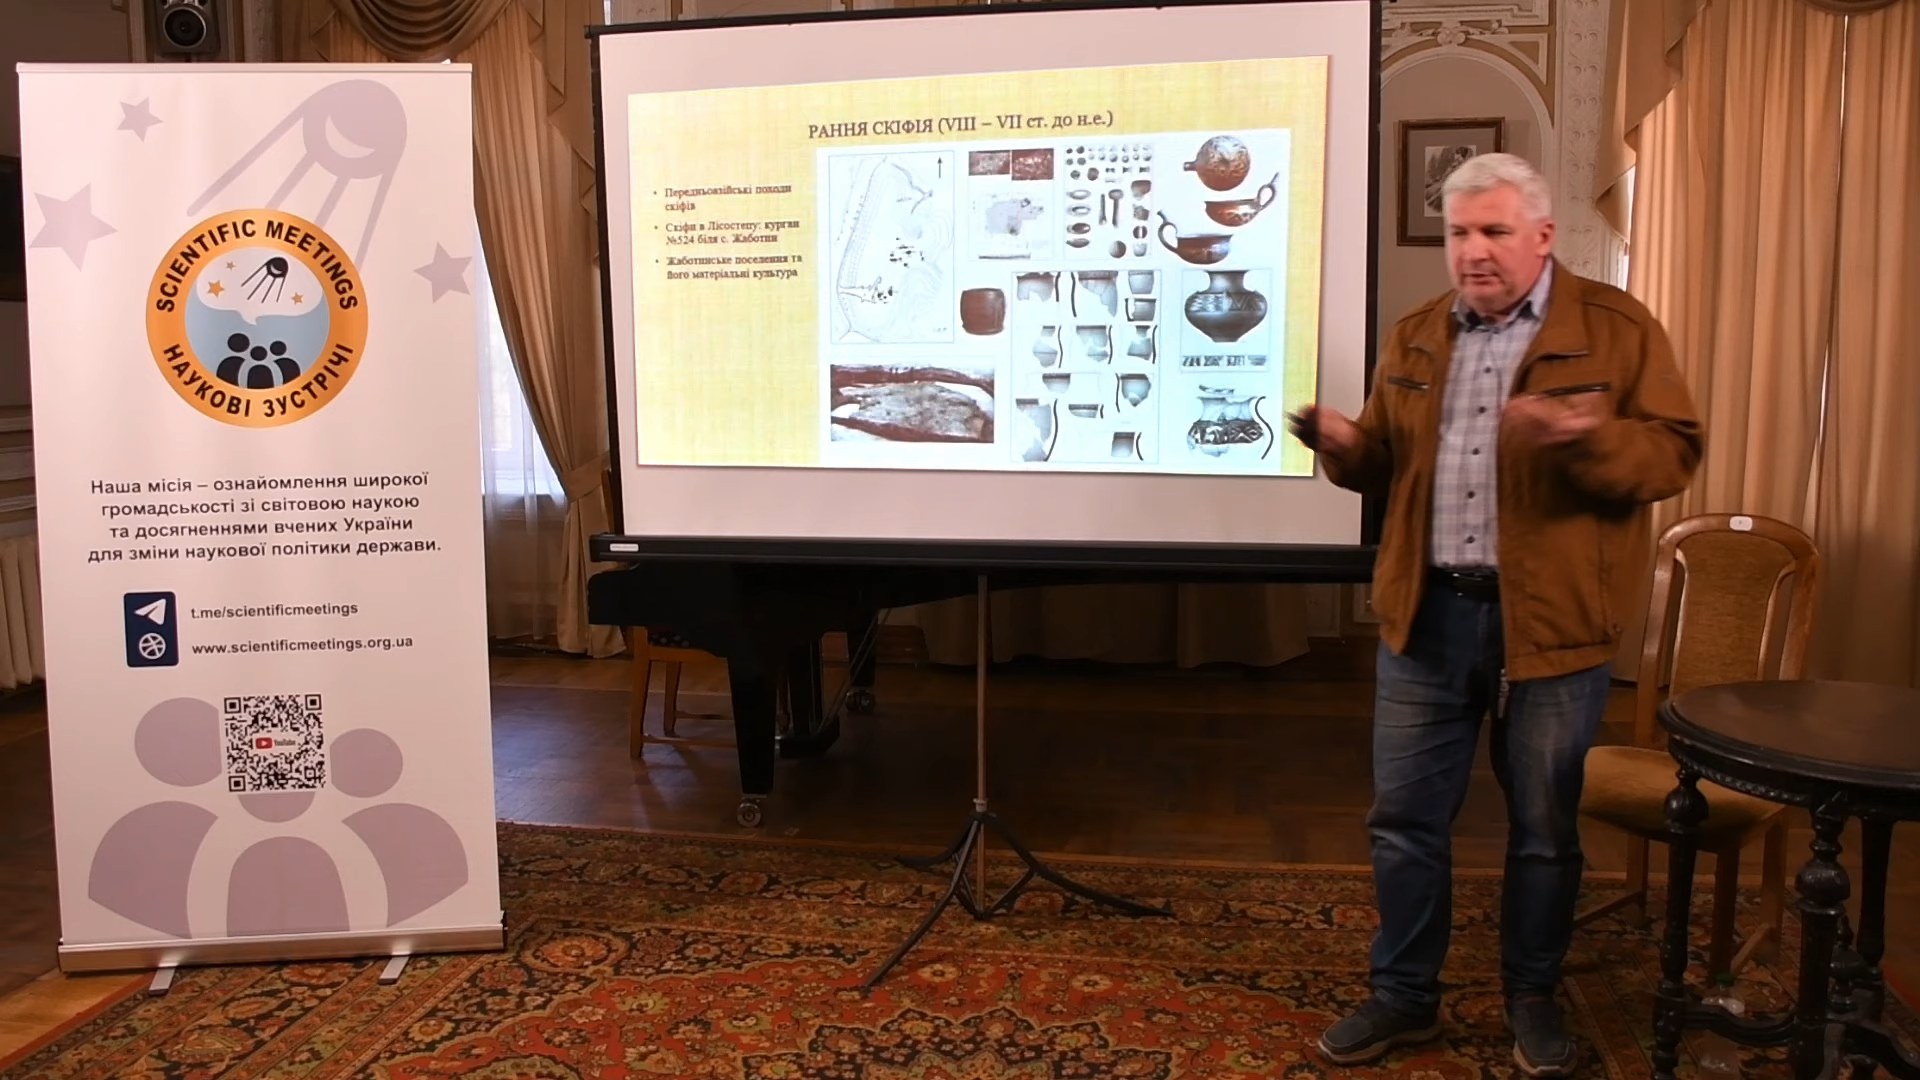 SCIENTIFIC MEETINGS
НАУКОВІ ЗУСТРІЧІ
Наша місія – ознайомлення широкої
громадськості зі світовою наукою
та досягненнями вчених України
для зміни наукової політики держави.
t.me/scientificmeetings
www.scientificmeetings.org.ua
YouTube
РАННЯ СКІФІЯ (VIII – VII ст. до н.е.)
• Передньоазійські походи
скіфів
• Скіфи в Лісостепу: курган
№524 біля с. Жаботин
• Жаботинське поселення та
його матеріальні культура